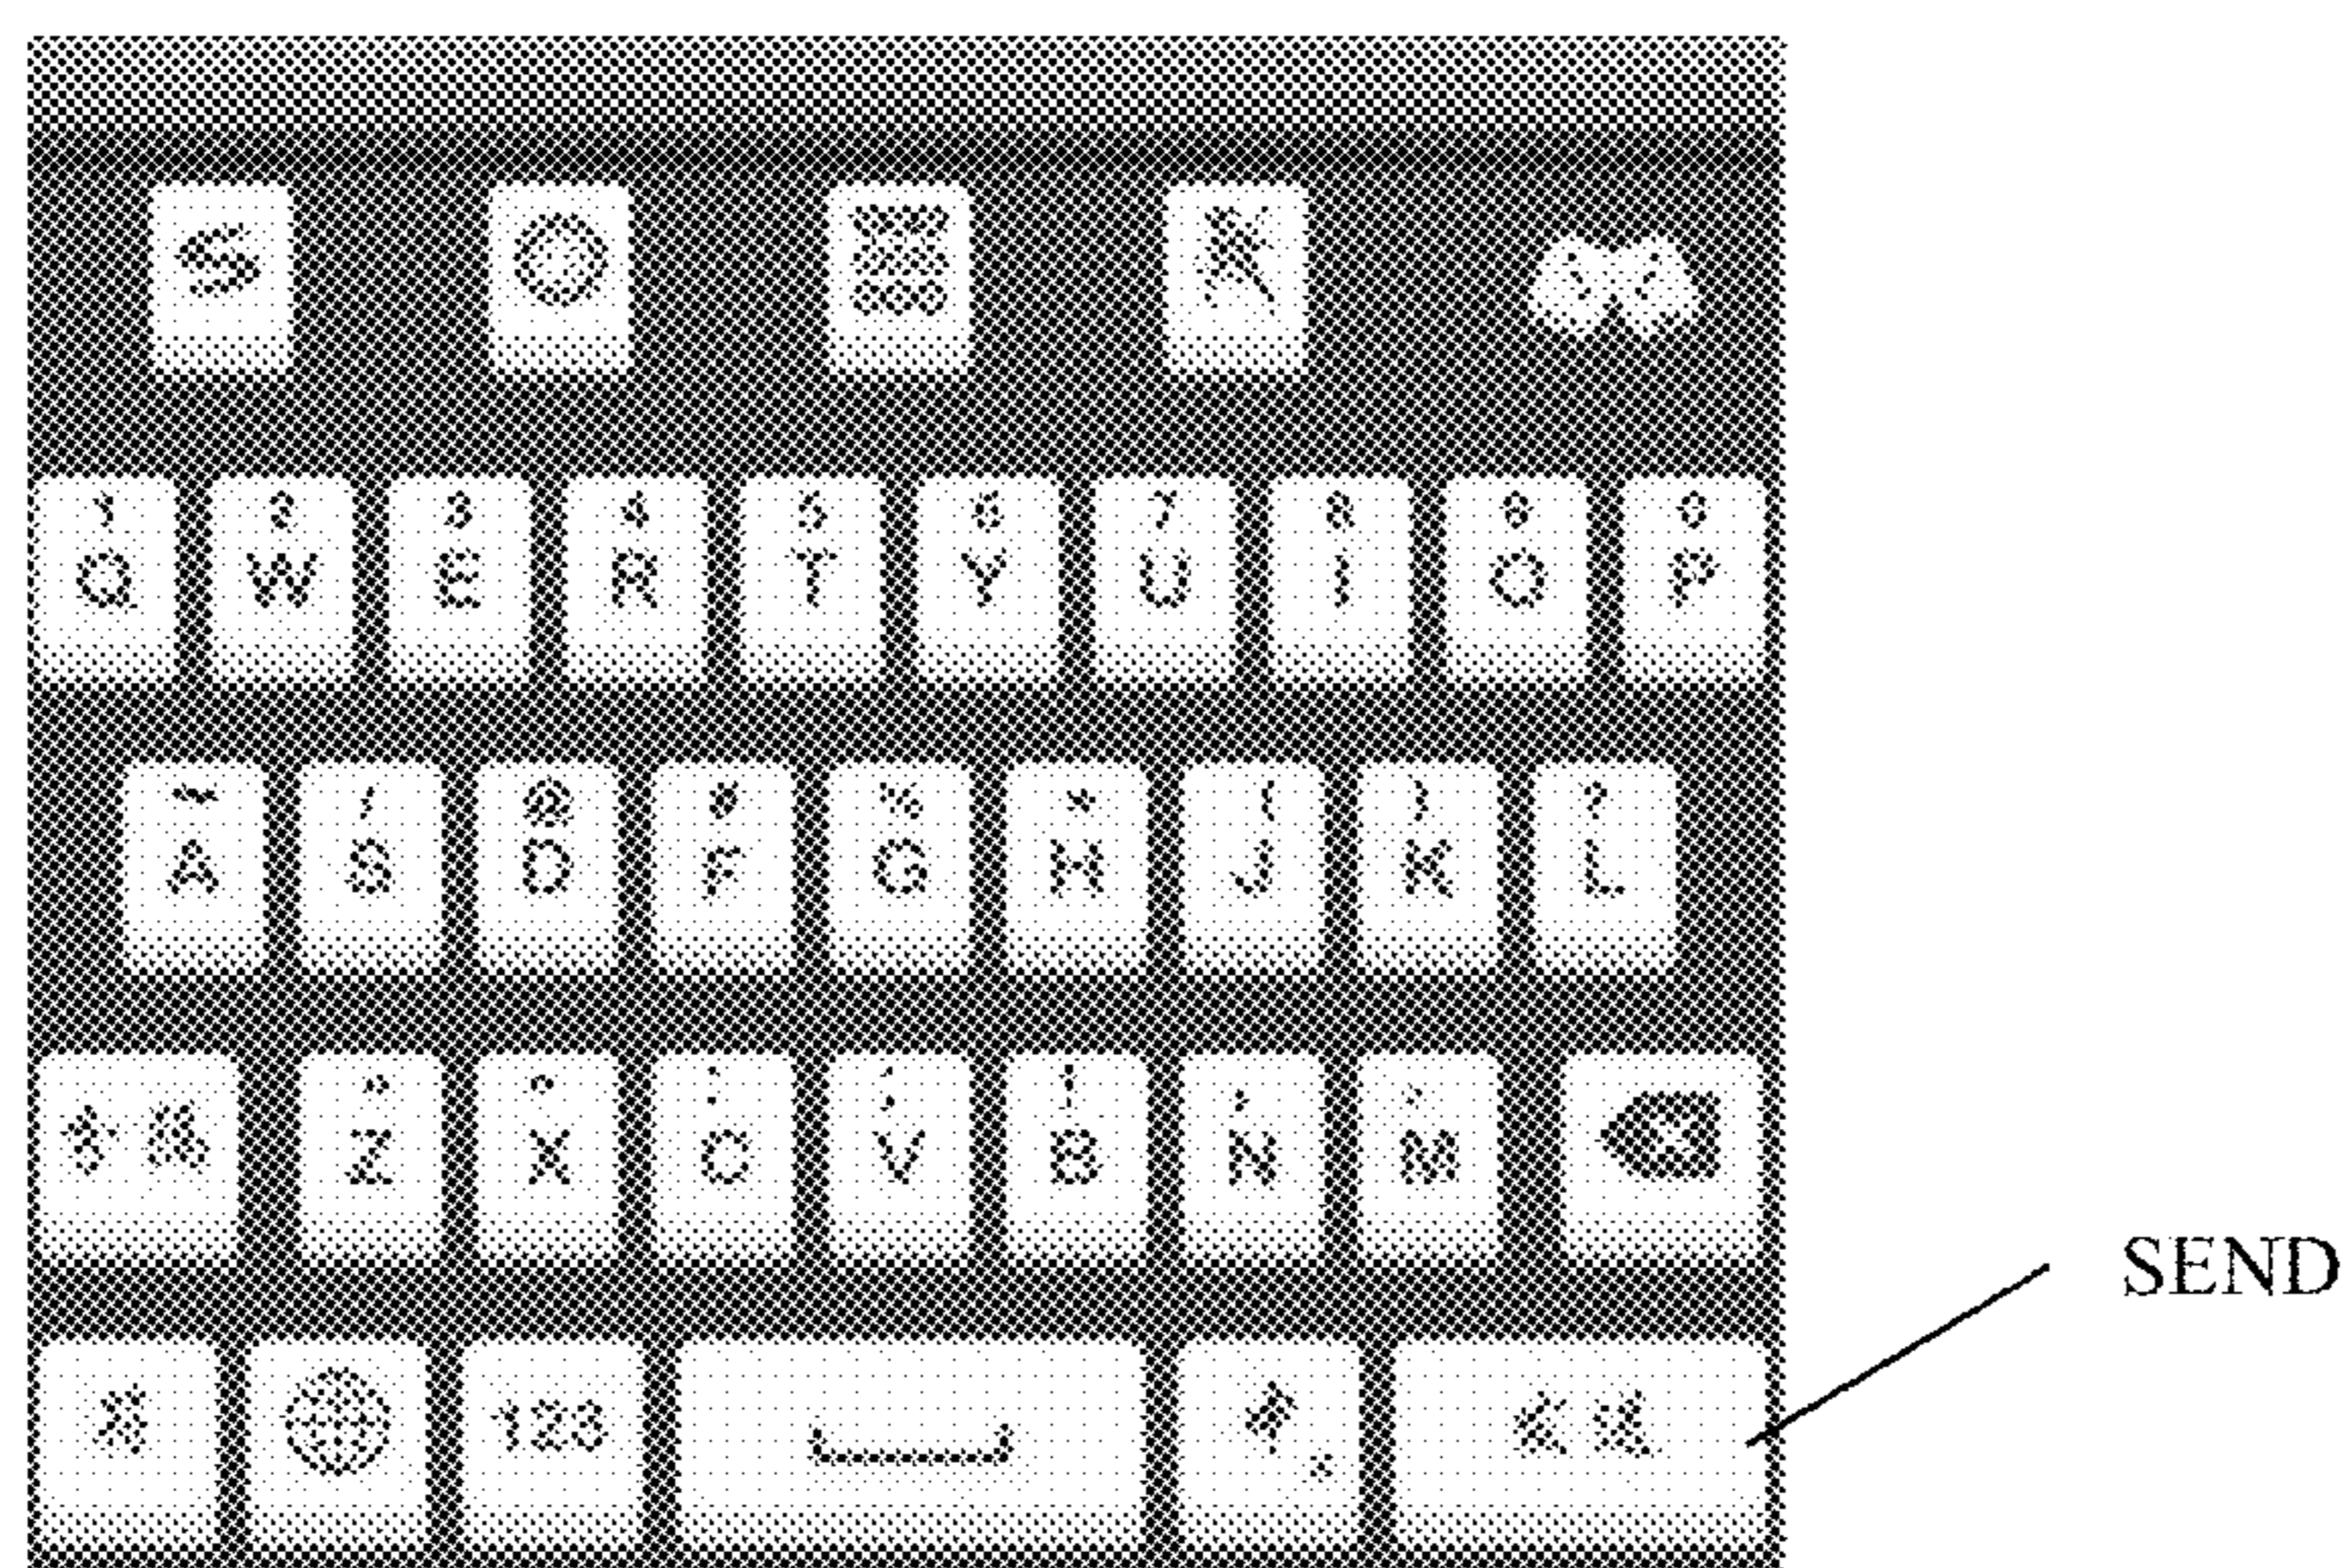 S
1 2 3 4 5 6 7 8 9 0
Q W E R T Y U I O P
~ / @ # % * ( ) ?
A S D F G H J K L
Z X C V B N M
SEND
123